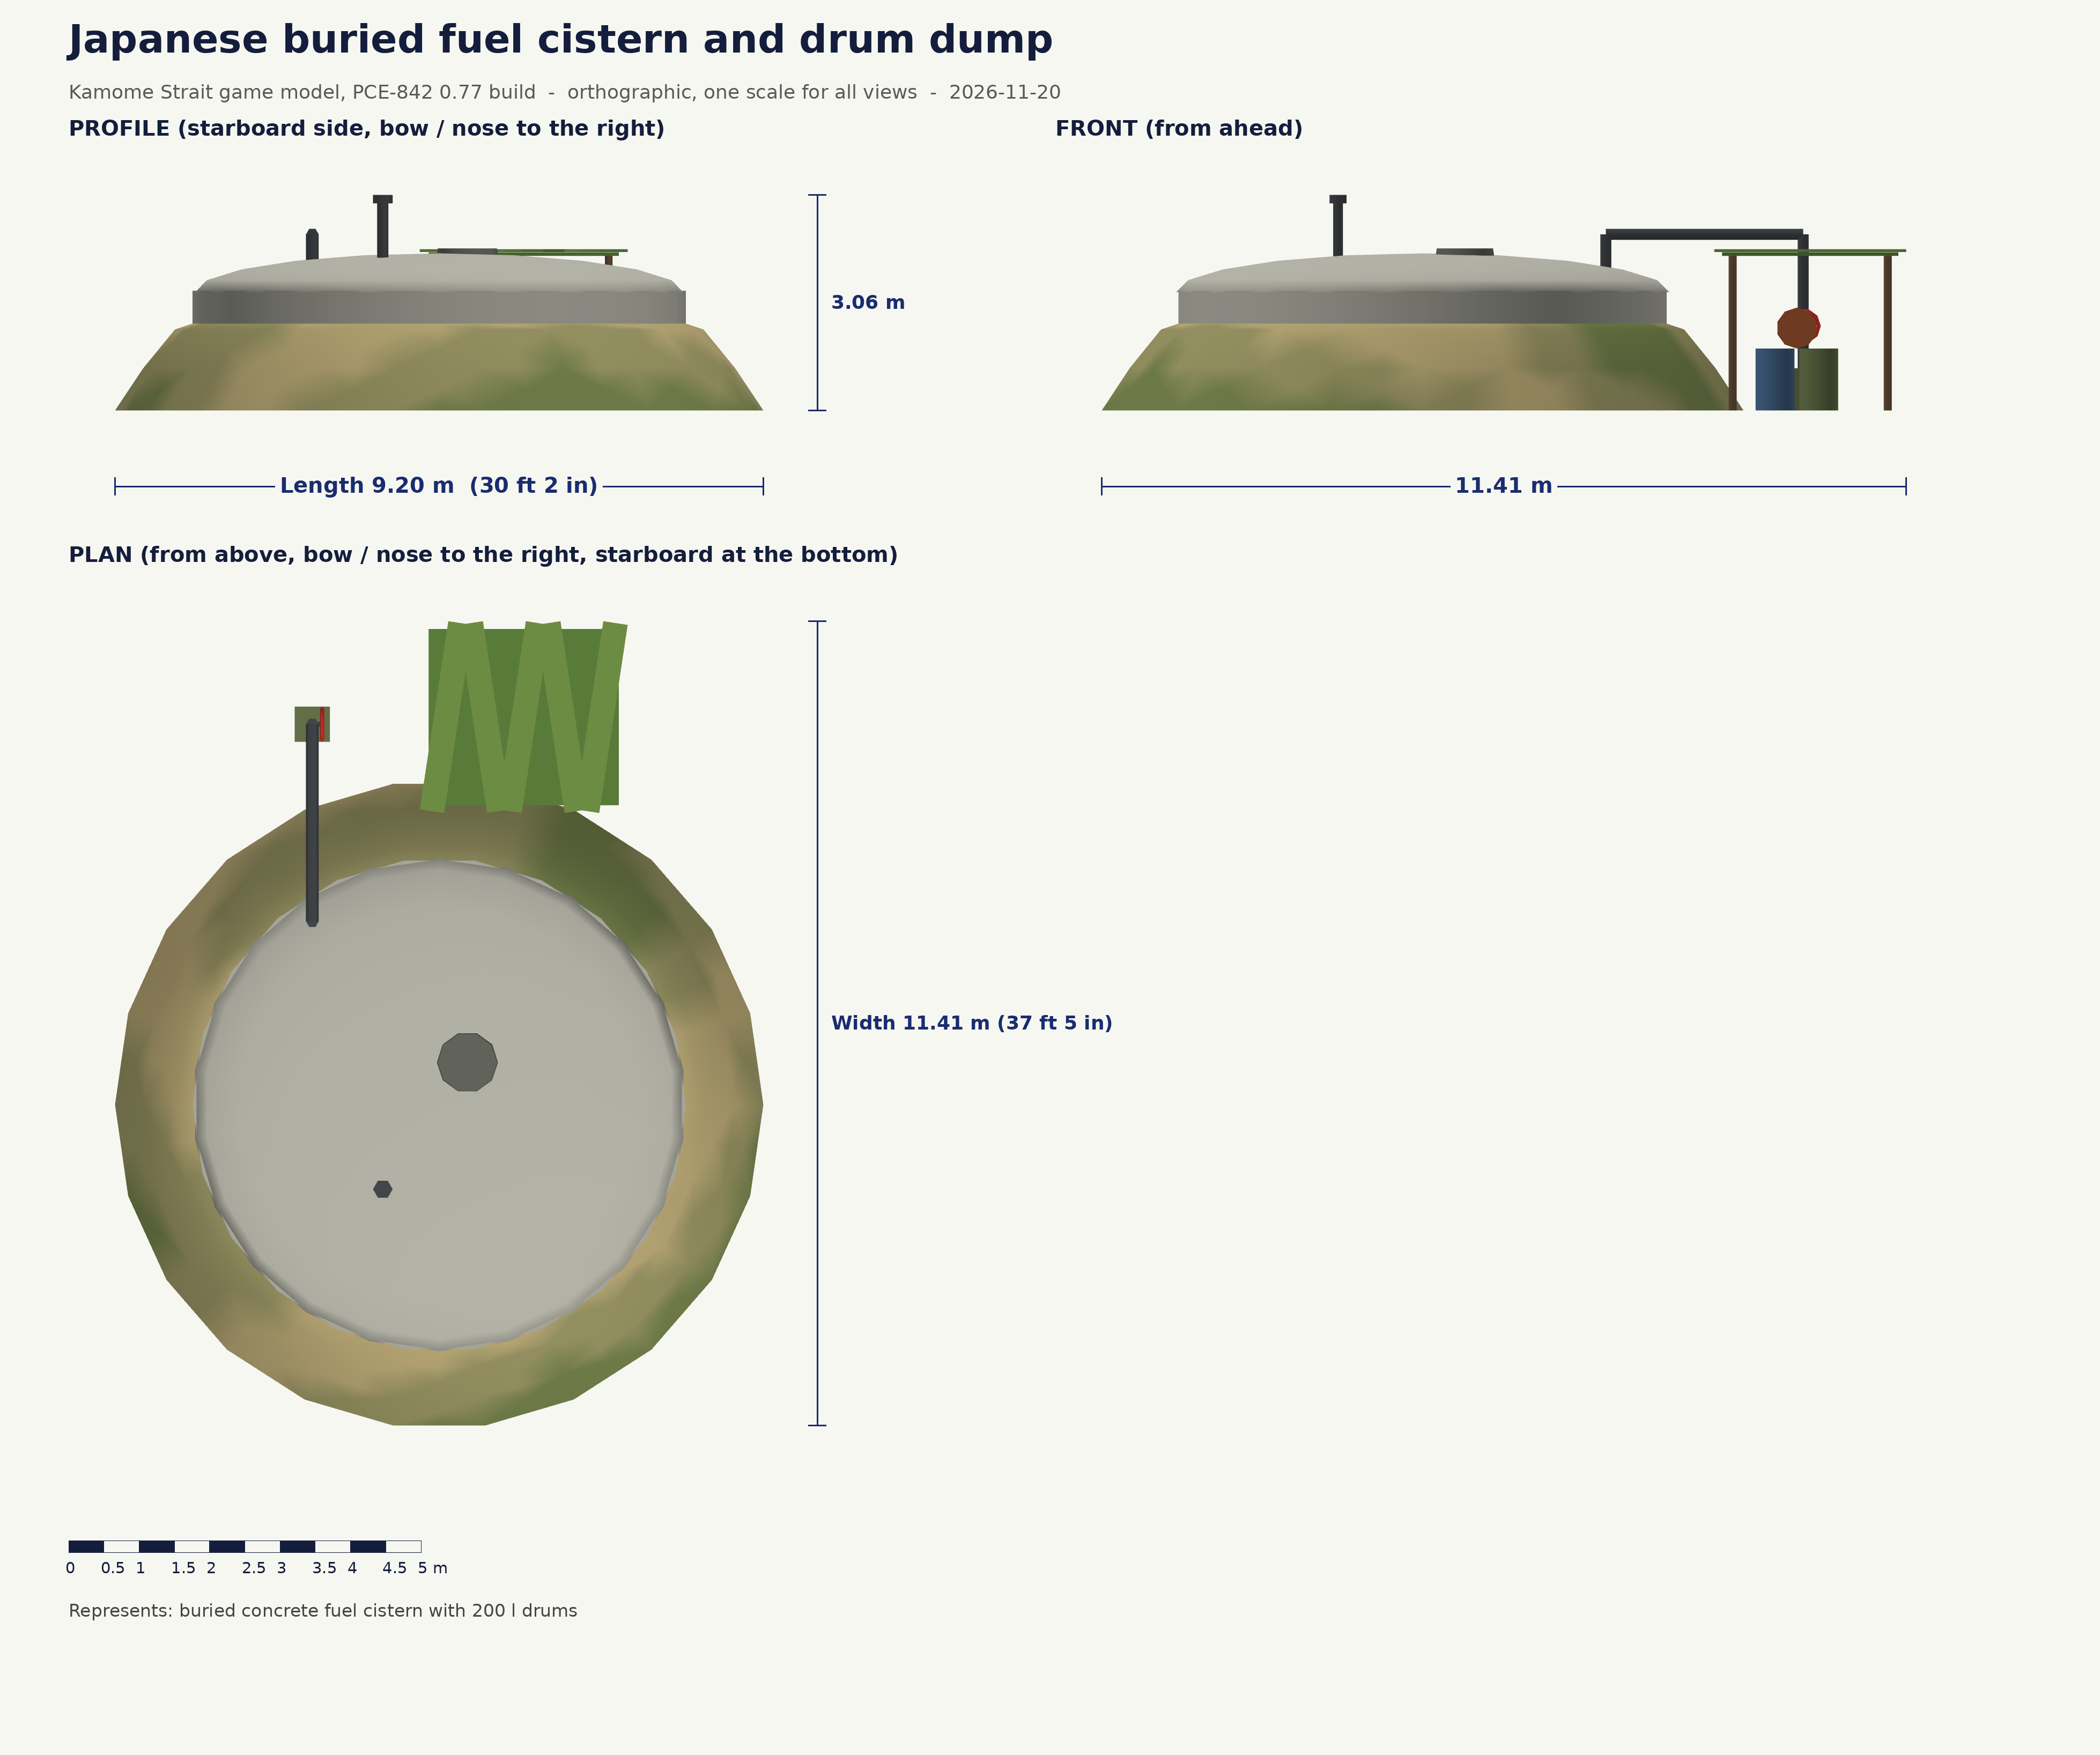 Japanese buried fuel cistern and drum dump
Kamome Strait game model, PCE-842 0.77 build - orthographic, one scale for all views - 2026-11-20
PROFILE (starboard side, bow / nose to the right)
FRONT (from ahead)
3.06 m
Length 9.20 m (30 ft 2 in)
11.41 m
PLAN (from above, bow / nose to the right, starboard at the bottom)
Width 11.41 m (37 ft 5 in)
0 0.5 1 1.5 2 2.5 3 3.5 4 4.5 5 m
Represents: buried concrete fuel cistern with 200 l drums